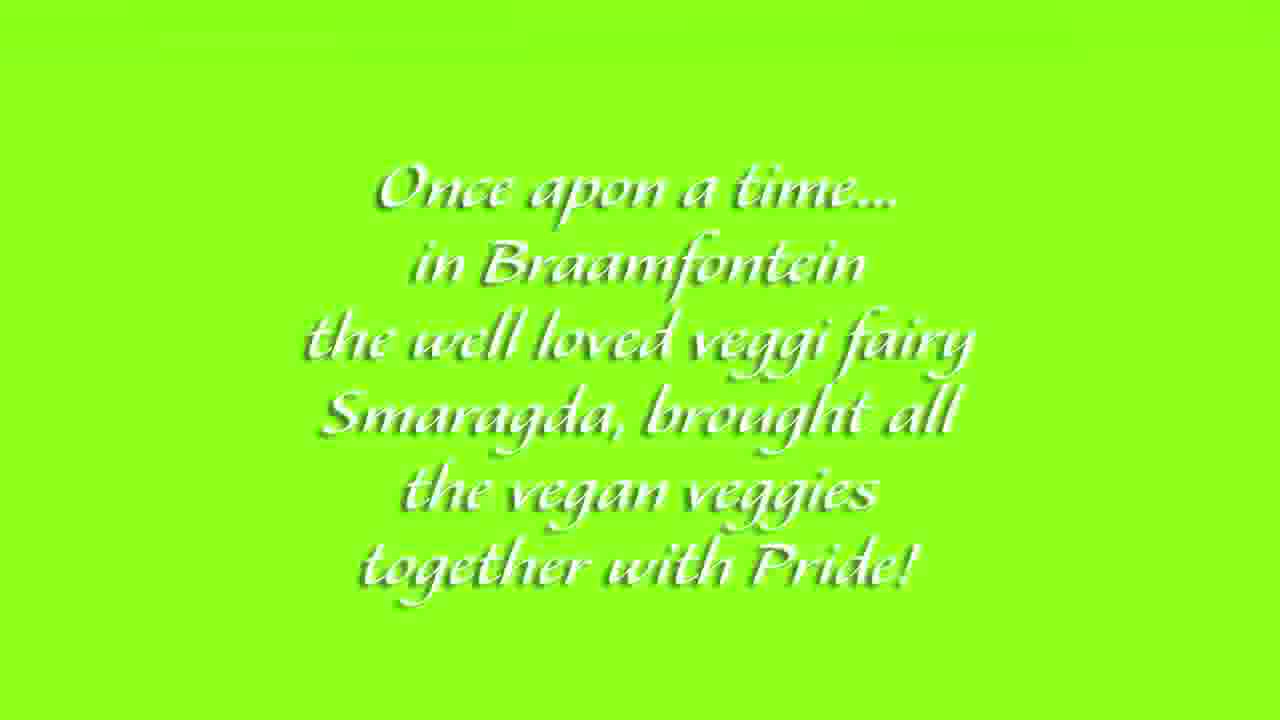 Once apon a time...
in Braamfontein
the well loved veggi fairy
Smaragda, brought all
the vegan veggies
together with Pride!